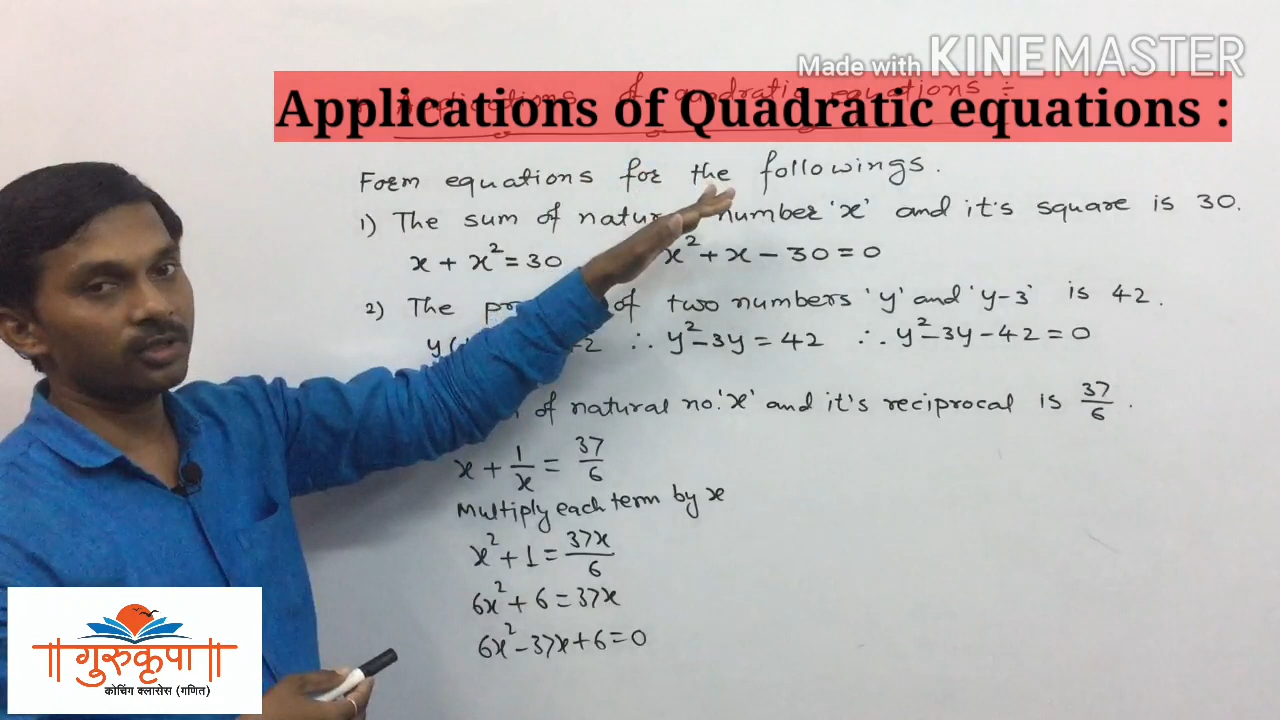 Made with KINEMASTER
Applications of Quadratic equations :
Form equations for the followings.
1) The sum of number 'x' and it's square is 30.
x + x² = 30 x² + x - 30 = 0
2) The of two numbers 'y' and 'y-3' is 42.
∴ y² - 3y = 42 ∴ y² - 3y - 42 = 0
of natural no. 'x' and it's reciprocal is 37/6.
x + 1/x = 37/6
Multiply each term by x
x² + 1 = 37x/6
6x² + 6 = 37x
6x² - 37x + 6 = 0
॥गुरुकृपा॥
कोचिंग क्लासेस (गणित)